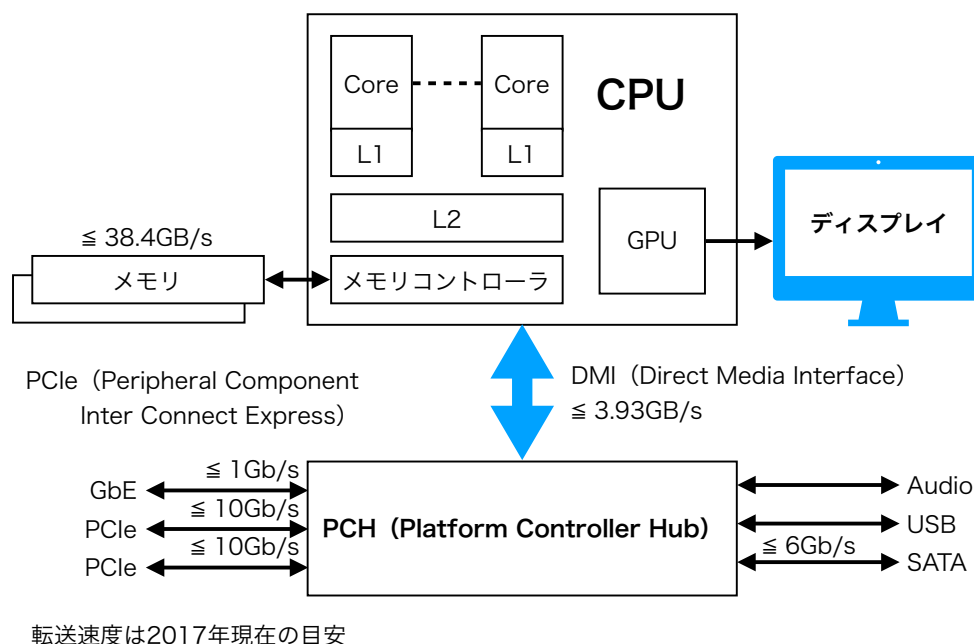 Core
Core
CPU
L1
L1
L2
GPU
ディスプレイ
≦ 38.4GB/s
メモリ
メモリコントローラ
PCIe（Peripheral Component
Inter Connect Express）
DMI（Direct Media Interface）
≦ 3.93GB/s
GbE
≦ 1Gb/s
PCIe
≦ 10Gb/s
PCIe
≦ 10Gb/s
PCH（Platform Controller Hub）
Audio
USB
≦ 6Gb/s
SATA
転送速度は2017年現在の目安